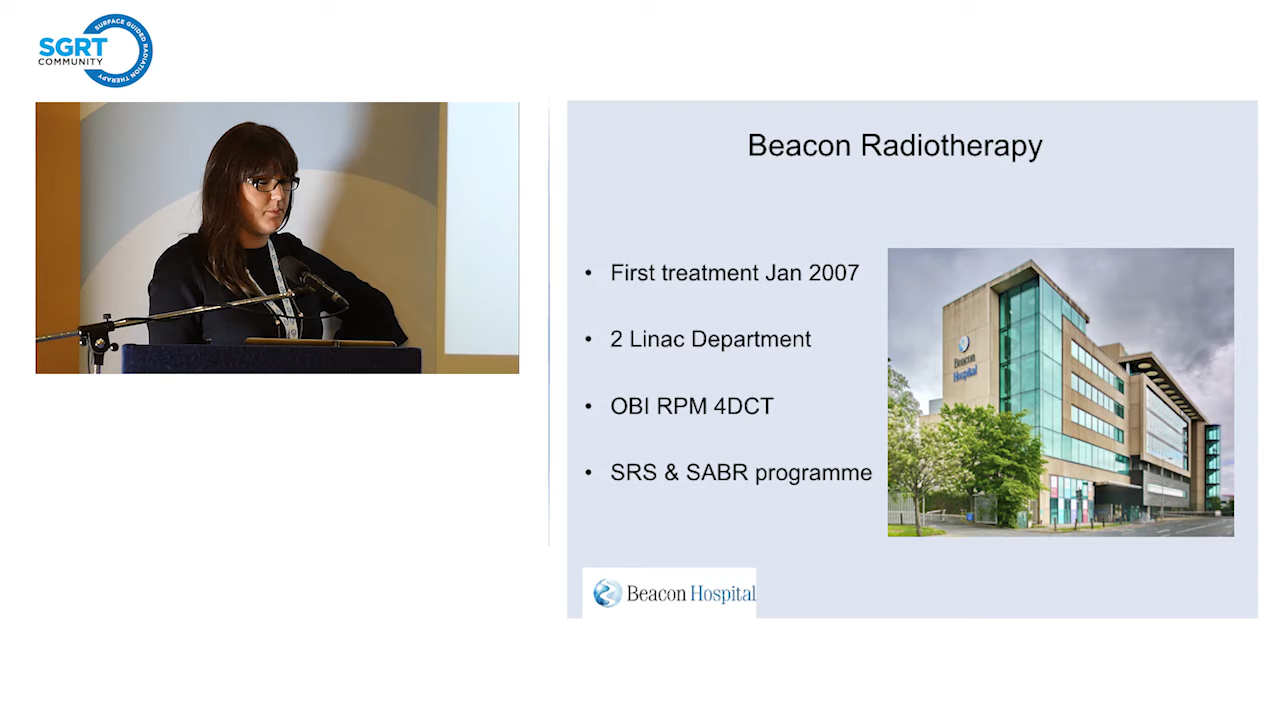 SGRT
COMMUNITY
SURFACE GUIDED RADIATION THERAPY
Beacon Radiotherapy
• First treatment Jan 2007
• 2 Linac Department
• OBI RPM 4DCT
• SRS & SABR programme
Beacon
Hospital
Beacon Hospital